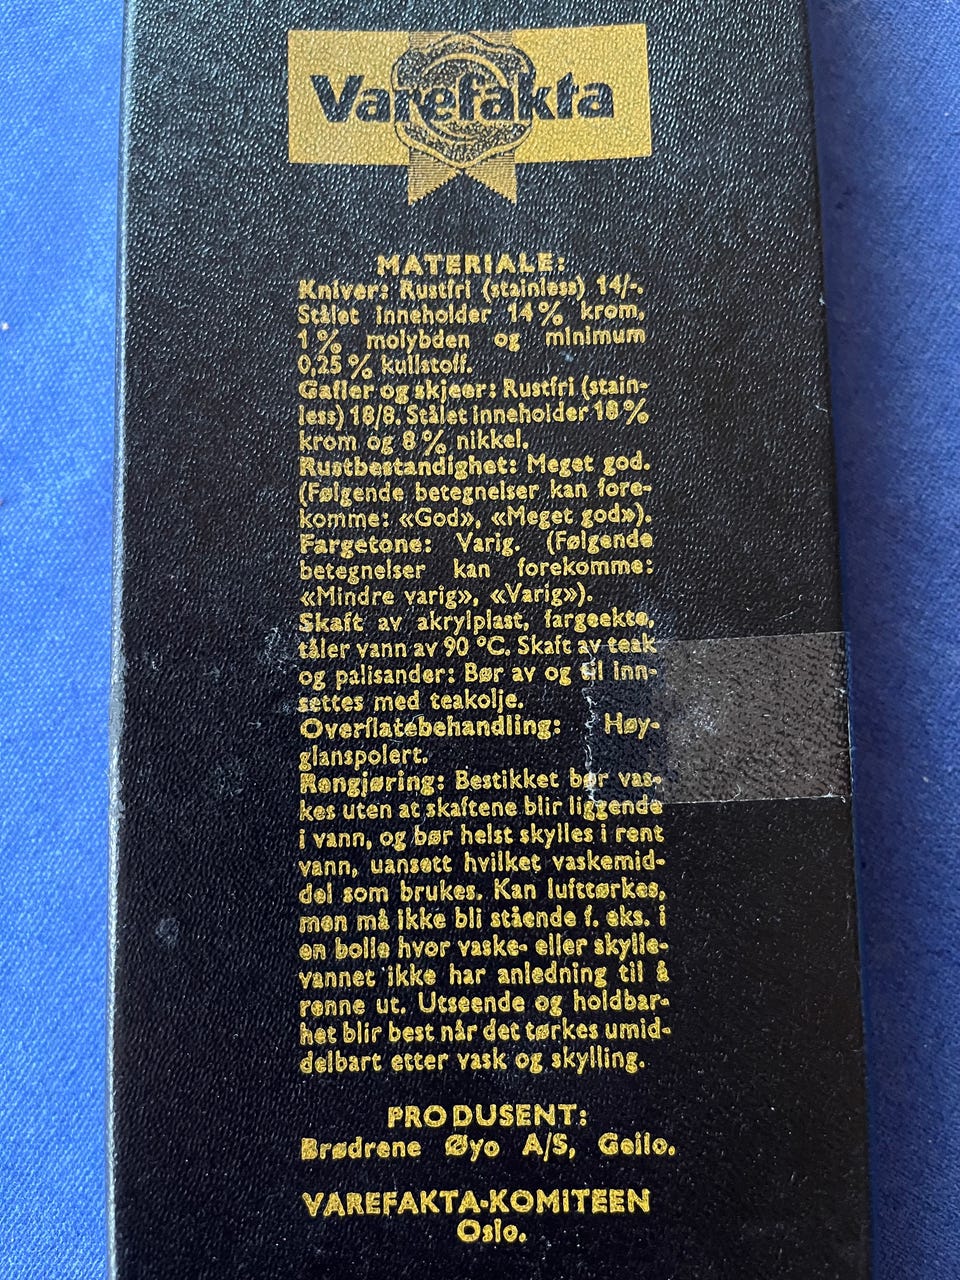 Varefakta
MATERIALE:
Kniver: Rustfri (stainless) 14/-.
Stålet inneholder 14 % krom,
1 % molybden og minimum
0,25 % kullstoff.
Gafler og skjeer: Rustfri (stain-
less) 18/8. Stålet inneholder 18 %
krom og 8 % nikkel.
Rustbestandighet: Meget god.
(Følgende betegnelser kan fore-
komme: «God», «Meget god»).
Fargetone: Varig. (Følgende
betegnelser kan forekomme:
«Mindre varig», «Varig»).
Skaft av akrylplast, fargeekte,
tåler vann av 90 °C. Skaft av teak
og palisander: Bør av og til inn-
settes med teakolje.
Overflatebehandling: Høy-
glanspolert.
Rengjøring: Bestikket bør vas-
kes uten at skaftene blir liggende
i vann, og bør helst skylles i rent
vann, uansett hvilket vaskemid-
del som brukes. Kan lufttørkes,
men må ikke bli stående f. eks. i
en bolle hvor vaske- eller skylle-
vannet ikke har anledning til å
renne ut. Utseende og holdbar-
het blir best når det tørkes umid-
delbart etter vask og skylling.
PRODUSENT:
Brødrene Øyo A/S, Geilo.
VAREFAKTA-KOMITEEN
Oslo.